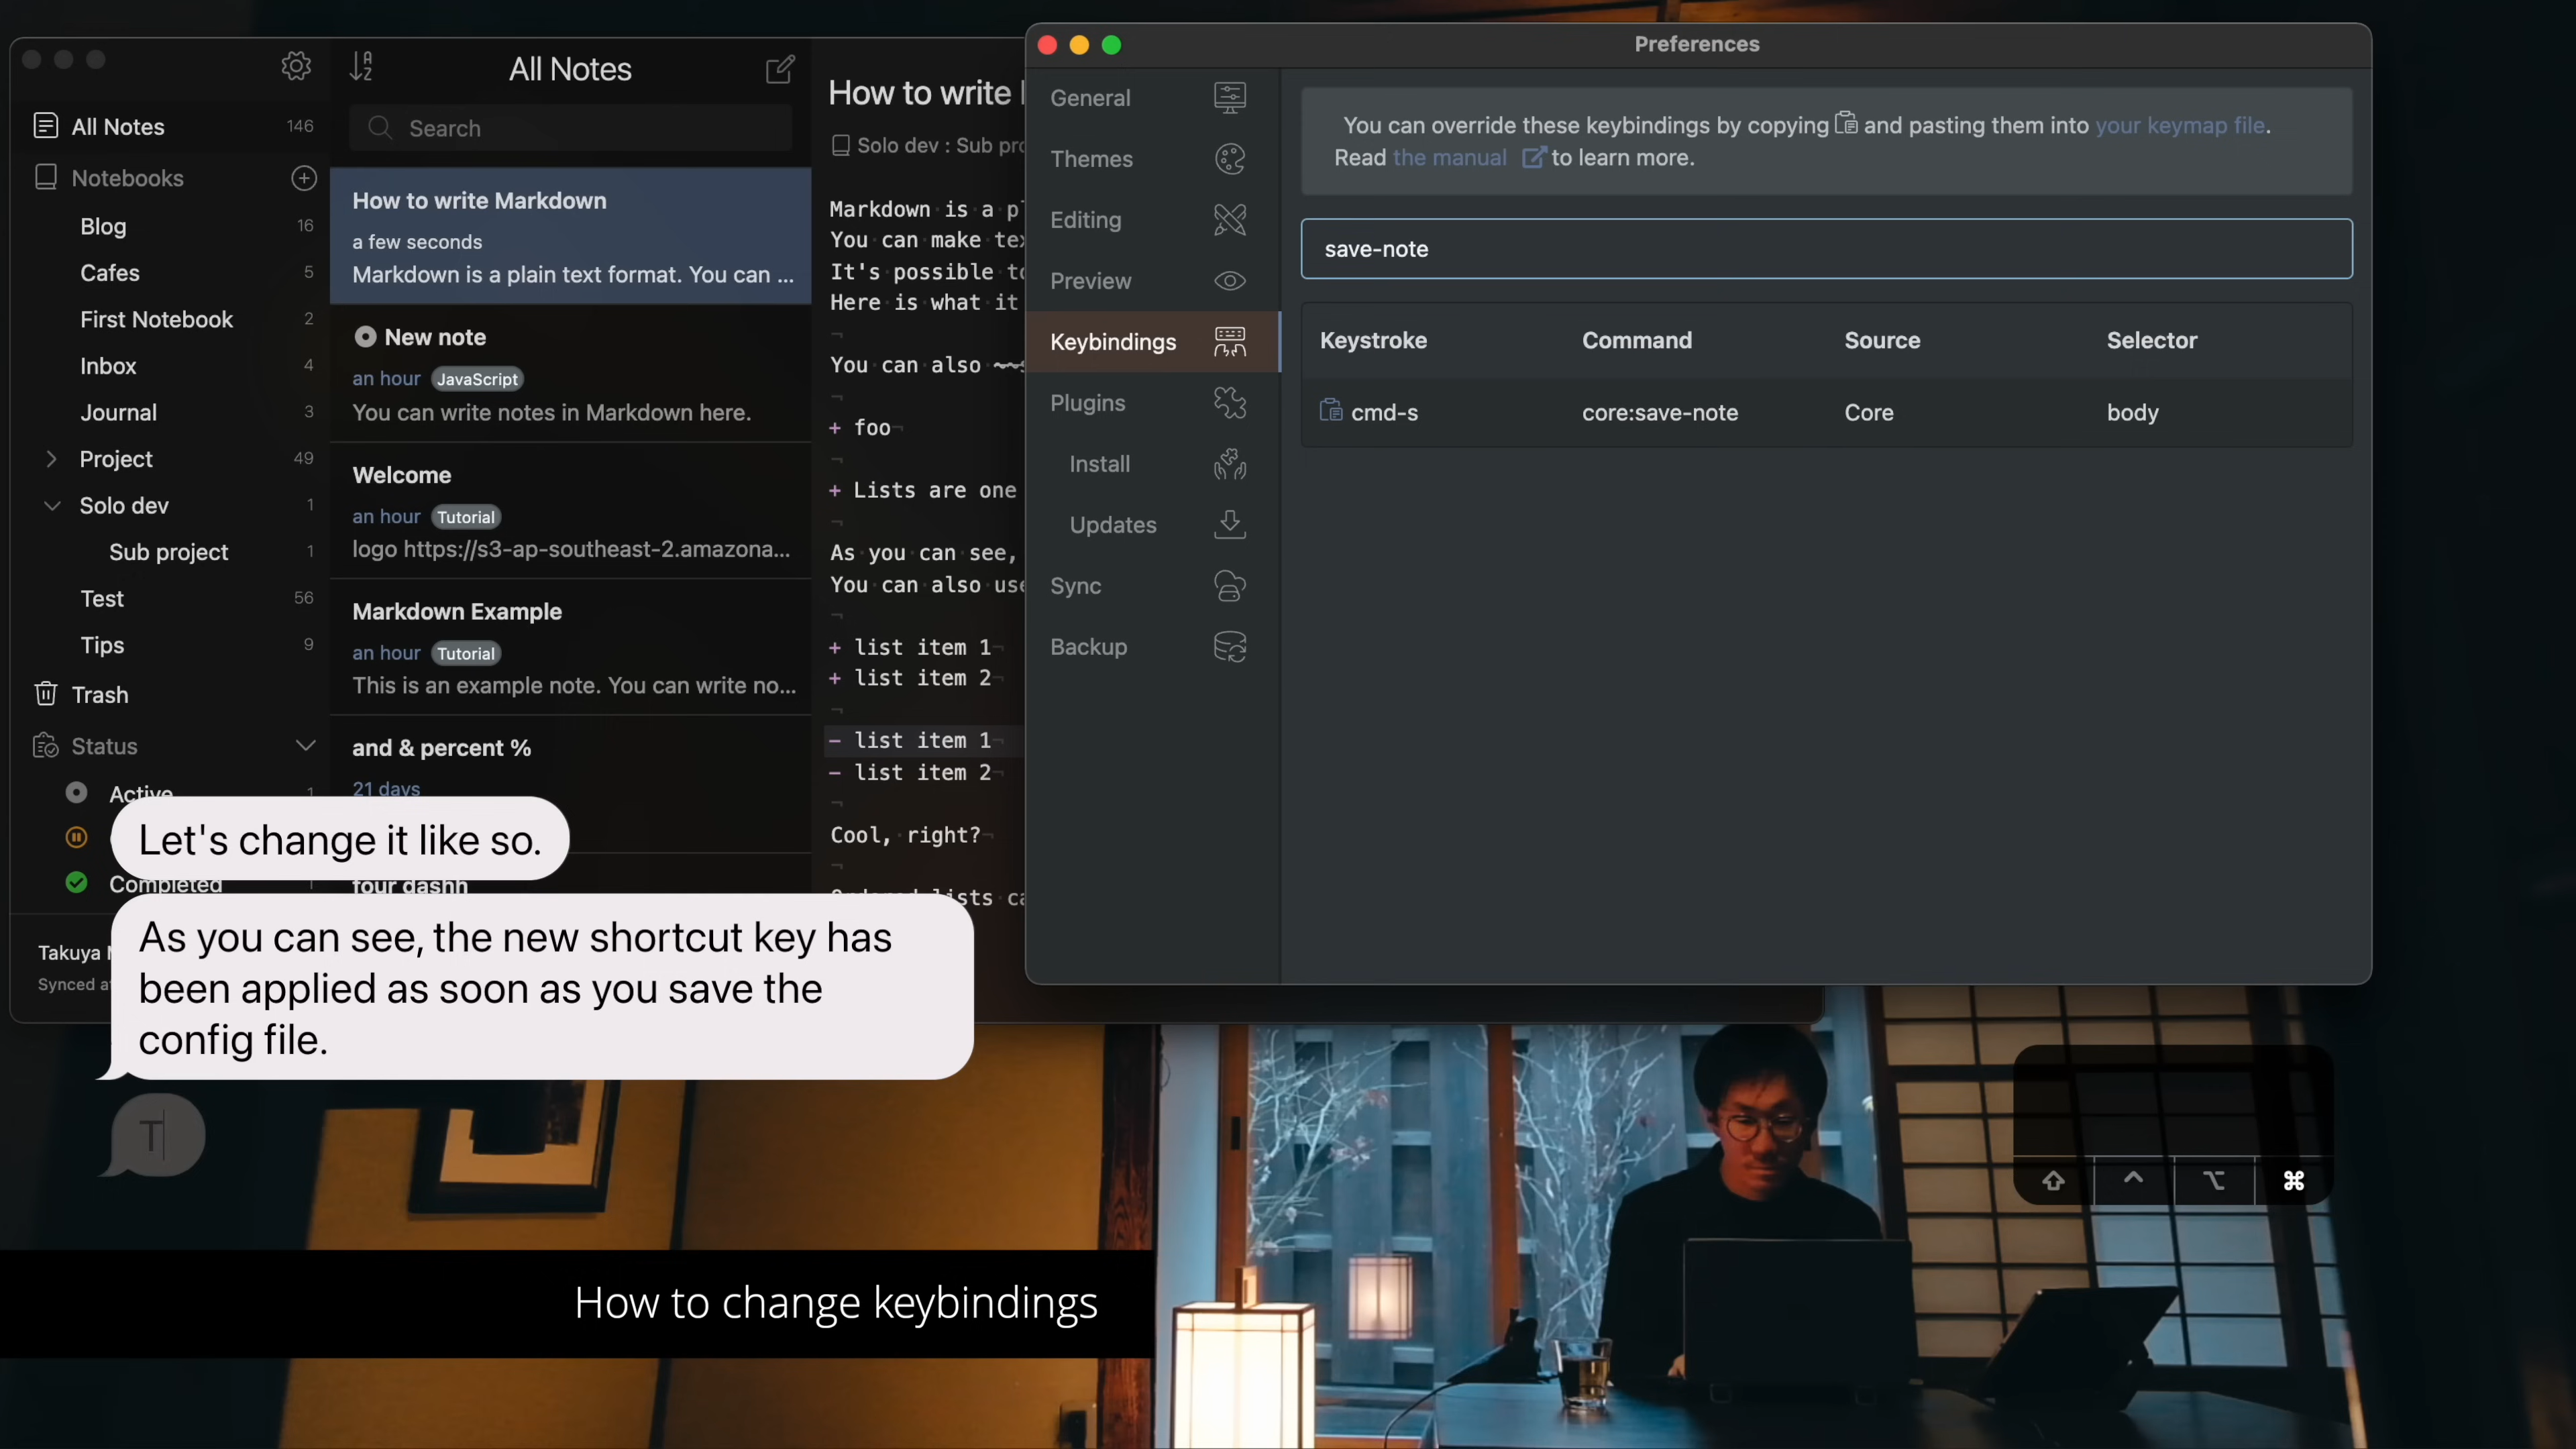 All Notes 146
Notebooks
Blog 16
Cafes 5
First Notebook 2
Inbox 4
Journal 3
Project 49
Solo dev 1
Sub project 1
Test 56
Tips 9
Trash
Status
Active 1
Completed 1
Takuya
Synced
All Notes
Search
How to write Markdown
a few seconds
Markdown is a plain text format. You can ...
New note
an hour JavaScript
You can write notes in Markdown here.
Welcome
an hour Tutorial
logo https://s3-ap-southeast-2.amazona...
Markdown Example
an hour Tutorial
This is an example note. You can write no...
and & percent %
21 days
four dashh
How to write
Solo dev : Sub pro
Markdown is a p
You can make te
It's possible to
Here is what it
You can also
+ foo
+ Lists are one
As you can see,
You can also use
+ list item 1
+ list item 2
- list item 1
- list item 2
Cool, right?
Preferences
General
Themes
Editing
Preview
Keybindings
Plugins
Install
Updates
Sync
Backup
You can override these keybindings by copying and pasting them into your keymap file.
Read the manual to learn more.
save-note
Keystroke Command Source Selector
cmd-s core:save-note Core body
Let's change it like so.
As you can see, the new shortcut key has
been applied as soon as you save the
config file.
T
How to change keybindings
⇧ ^ ⌥ ⌘